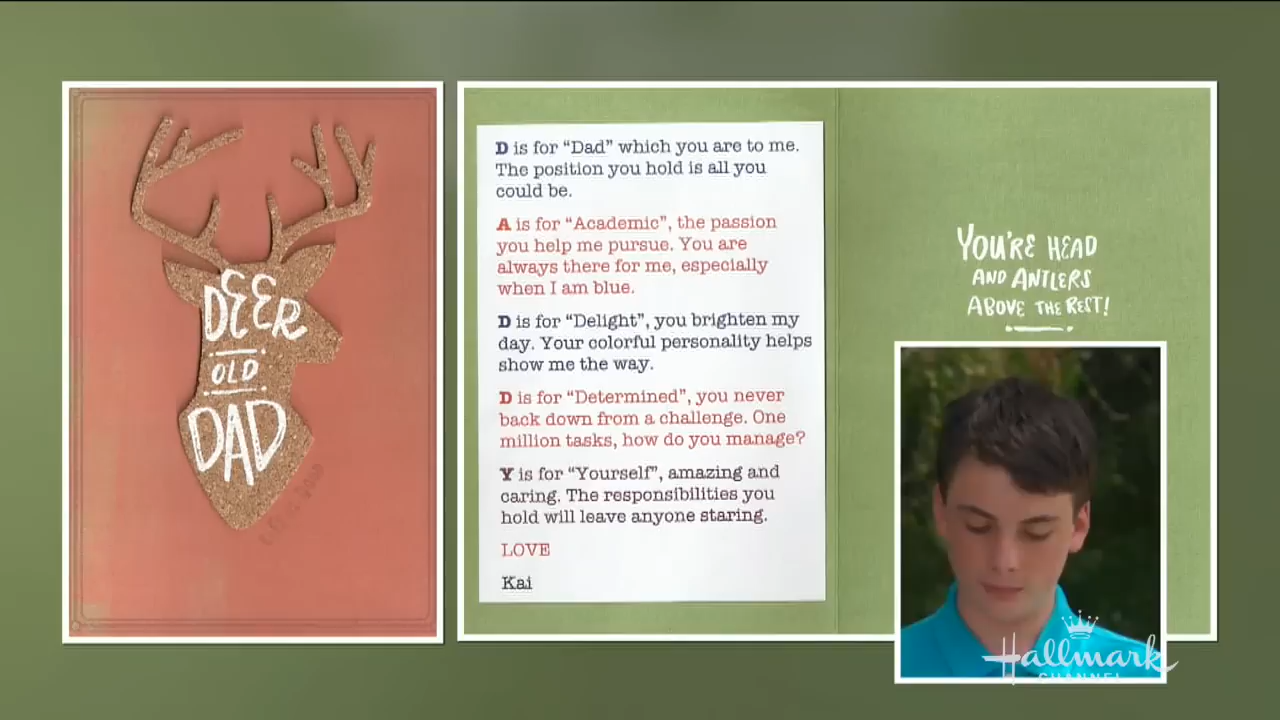 DEER
OLD
DAD
D is for “Dad” which you are to me.
The position you hold is all you
could be.
A is for “Academic”, the passion
you help me pursue. You are
always there for me, especially
when I am blue.
D is for “Delight”, you brighten my
day. Your colorful personality helps
show me the way.
D is for “Determined”, you never
back down from a challenge. One
million tasks, how do you manage?
Y is for “Yourself”, amazing and
caring. The responsibilities you
hold will leave anyone staring.
LOVE
Kai
YOU'RE HEAD
AND ANTLERS
ABOVE THE REST!
Hallmark
CHANNEL